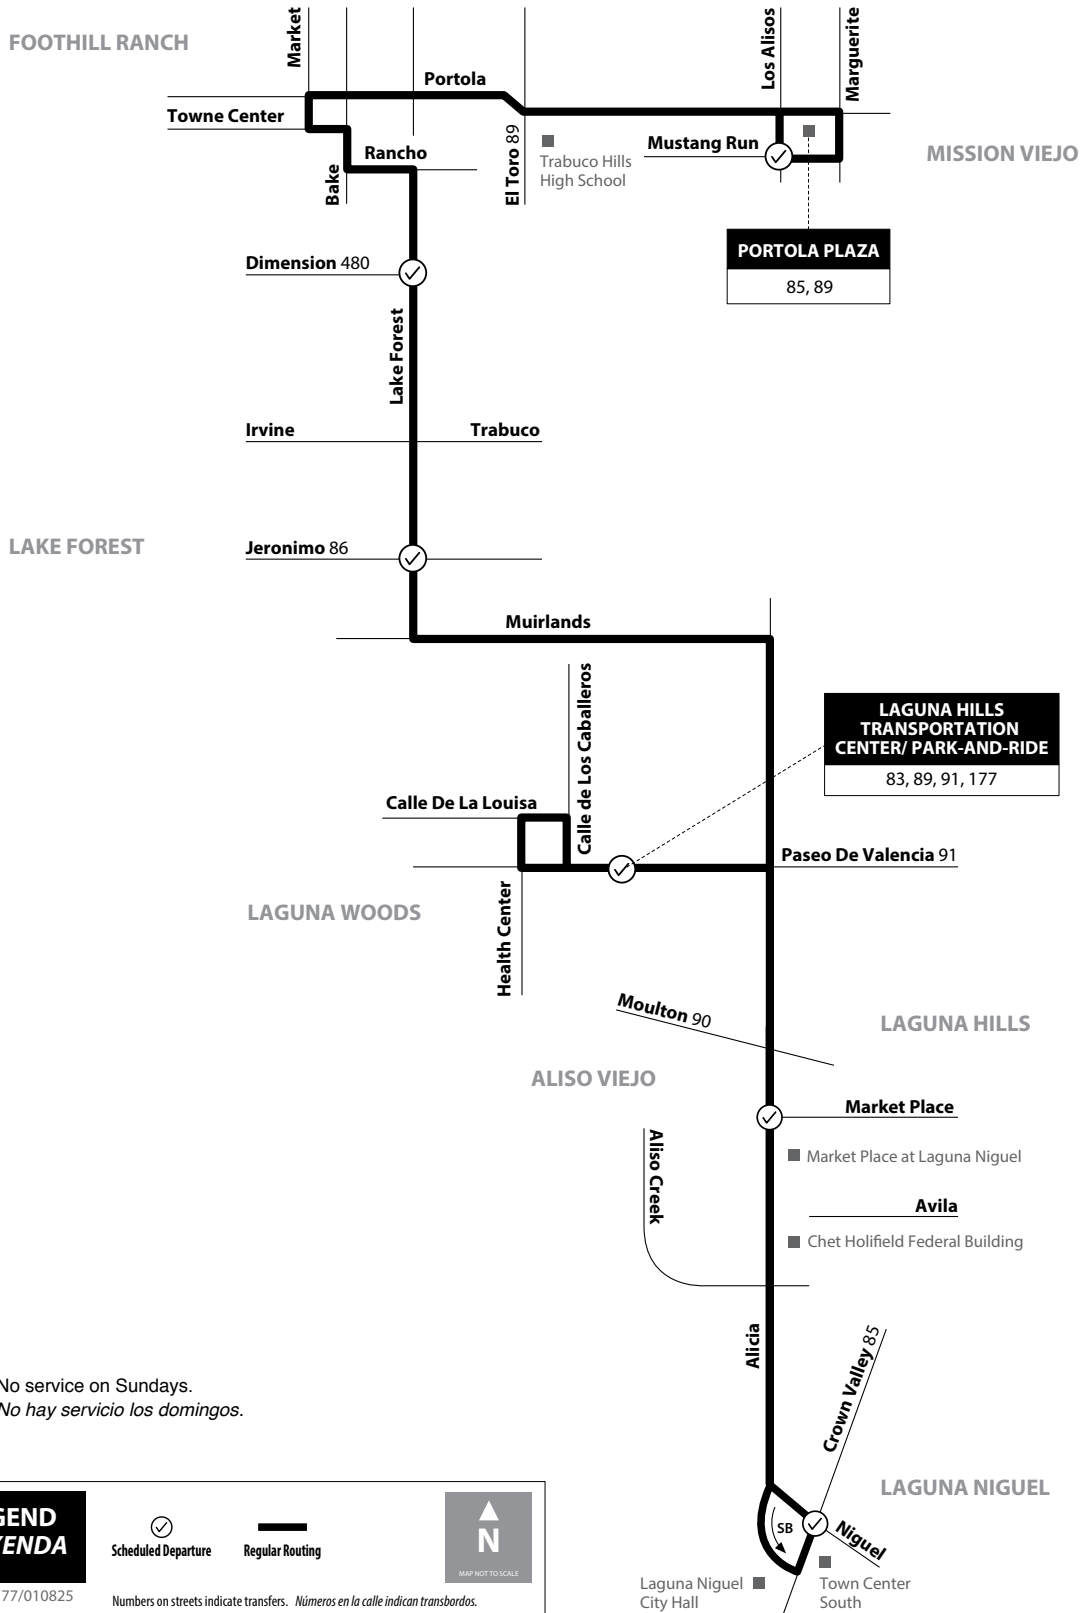 FOOTHILL RANCH
Market
Los Alisos
Marguerite
Portola
Towne Center
Rancho
Bake
El Toro 89
Trabuco Hills
High School
Mustang Run
MISSION VIEJO
PORTOLA PLAZA
85, 89
Dimension 480
Lake Forest
Irvine
Trabuco
LAKE FOREST
Jeronimo 86
Muirlands
Calle de Los Caballeros
LAGUNA HILLS
TRANSPORTATION
CENTER/ PARK-AND-RIDE
83, 89, 91, 177
Calle De La Louisa
Paseo De Valencia 91
LAGUNA WOODS
Health Center
Moulton 90
LAGUNA HILLS
ALISO VIEJO
Market Place
Aliso Creek
Market Place at Laguna Niguel
Avila
Chet Holifield Federal Building
Alicia
Crown Valley 85
No service on Sundays.
No hay servicio los domingos.
LAGUNA NIGUEL
SB
Niguel
Laguna Niguel
City Hall
Town Center
South
GEND
YENDA
77/010825
Scheduled Departure
Regular Routing
N
MAP NOT TO SCALE
Numbers on streets indicate transfers. Números en la calle indican transbordos.